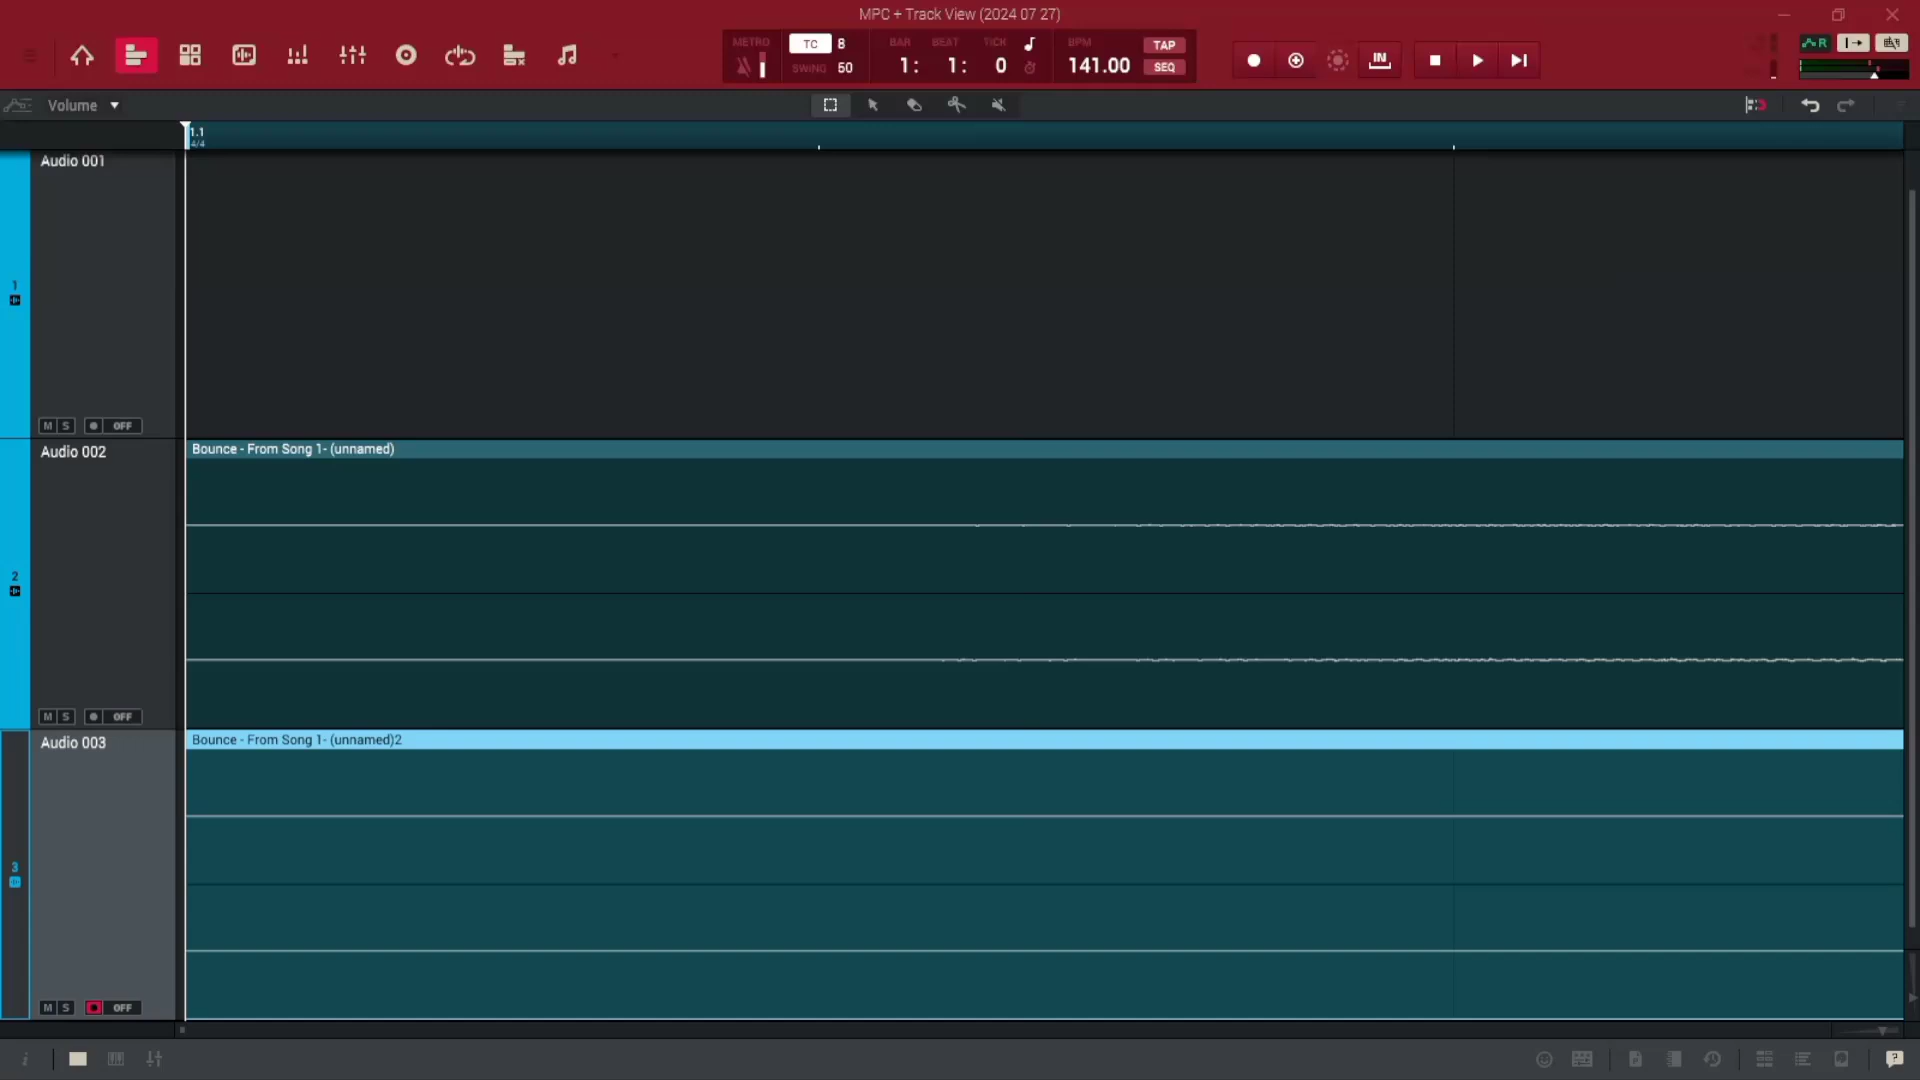 MPC + Track View (2024 07 27)
METRO TC 8 BAR BEAT TICK BPM TAP
SWING 50 1: 1: 0 141.00 SEQ
IN
R
Volume
1.1
4/4
Audio 001
1
M S OFF
Audio 002
Bounce - From Song 1- (unnamed)
2
M S OFF
Audio 003
Bounce - From Song 1- (unnamed)2
3
M S OFF